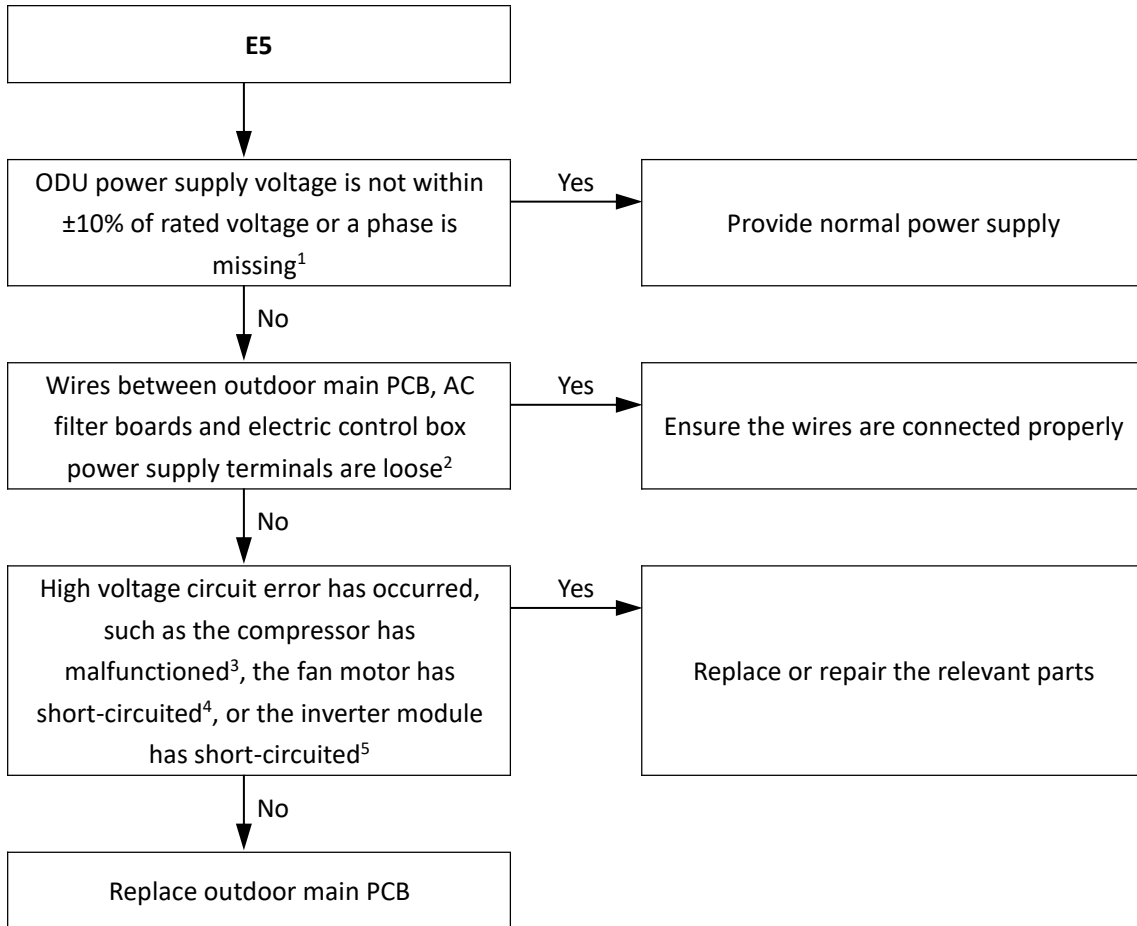 E5
ODU power supply voltage is not within
±10% of rated voltage or a phase is
missing¹
Yes
Provide normal power supply
No
Wires between outdoor main PCB, AC
filter boards and electric control box
power supply terminals are loose²
Yes
Ensure the wires are connected properly
No
High voltage circuit error has occurred,
such as the compressor has
malfunctioned³, the fan motor has
short-circuited⁴, or the inverter module
has short-circuited⁵
Yes
Replace or repair the relevant parts
No
Replace outdoor main PCB